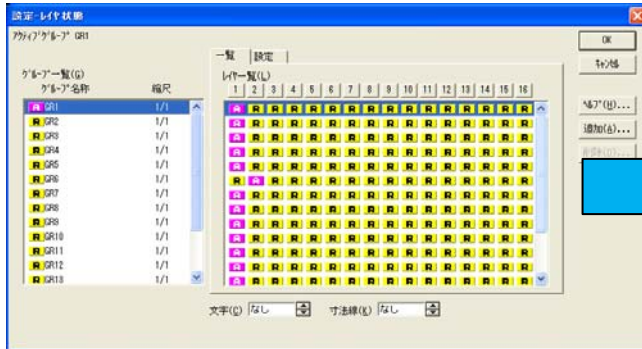 設定-レイヤ状態
アクティブグループ GR1
OK
キャンセル
ヘルプ(H)...
追加(A)...
一覧 設定
グループ一覧(G)
グループ名称 縮尺
レイヤ一覧(L)
1 2 3 4 5 6 7 8 9 10 11 12 13 14 15 16
A GR1 1/1 A R R R R R R R R R R R R R R R
R GR2 1/1 A R R R R R R R R R R R R R R R
R GR3 1/1 A R R R R R R R R R R R R R R R
R GR4 1/1 A R R R R R R R R R R R R R R R
R GR5 1/1 A R R R R R R R R R R R R R R R
R GR6 1/1 R A R R R R R R R R R R R R R R
R GR7 1/1 A R R R R R R R R R R R R R R R
R GR8 1/1 A R R R R R R R R R R R R R R R
R GR9 1/1 A R R R R R R R R R R R R R R R
R GR10 1/1 A R R R R R R R R R R R R R R R
R GR11 1/1 A R R R R R R R R R R R R R R R
R GR12 1/1 A R R R R R R R R R R R R R R R
R GR13 1/1 A R R R R R R R R R R R R R R R
文字(C) なし 寸法線(K) なし